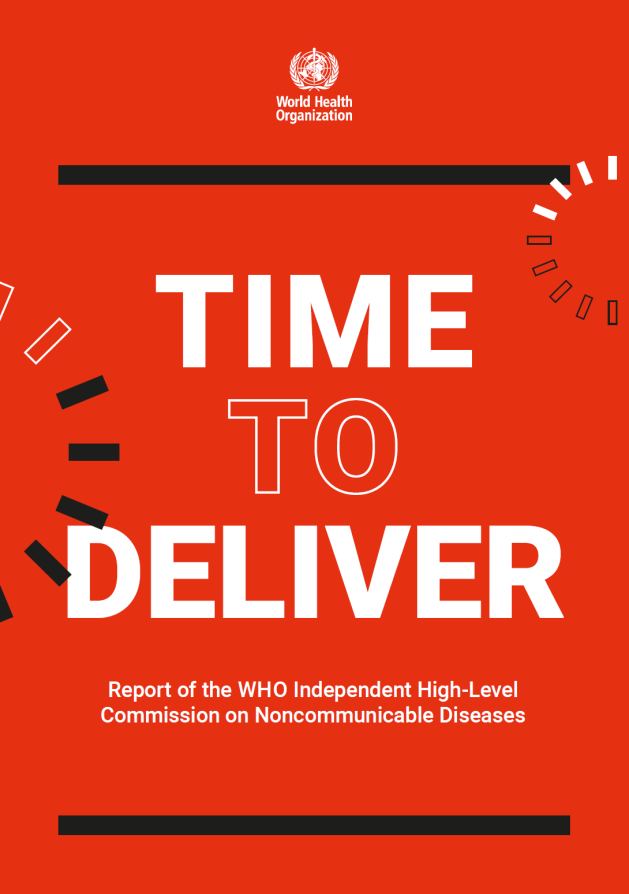 World Health
Organization
TIME
TO
DELIVER
Report of the WHO Independent High-Level
Commission on Noncommunicable Diseases